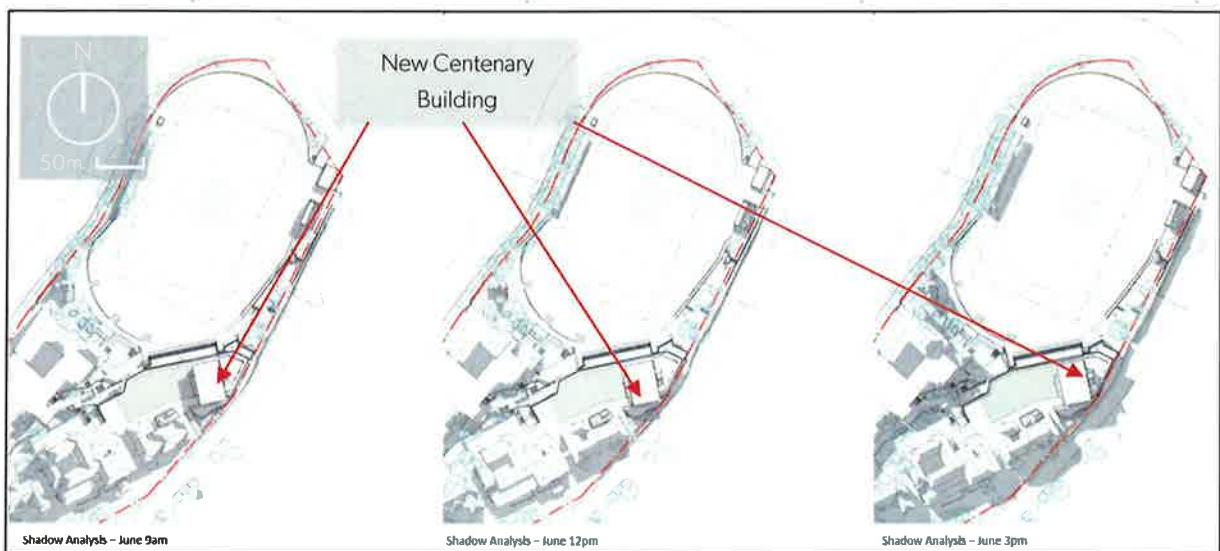 N
50m
New Centenary
Building
Shadow Analysis – June 9am
Shadow Analysis – June 12pm
Shadow Analysis – June 3pm